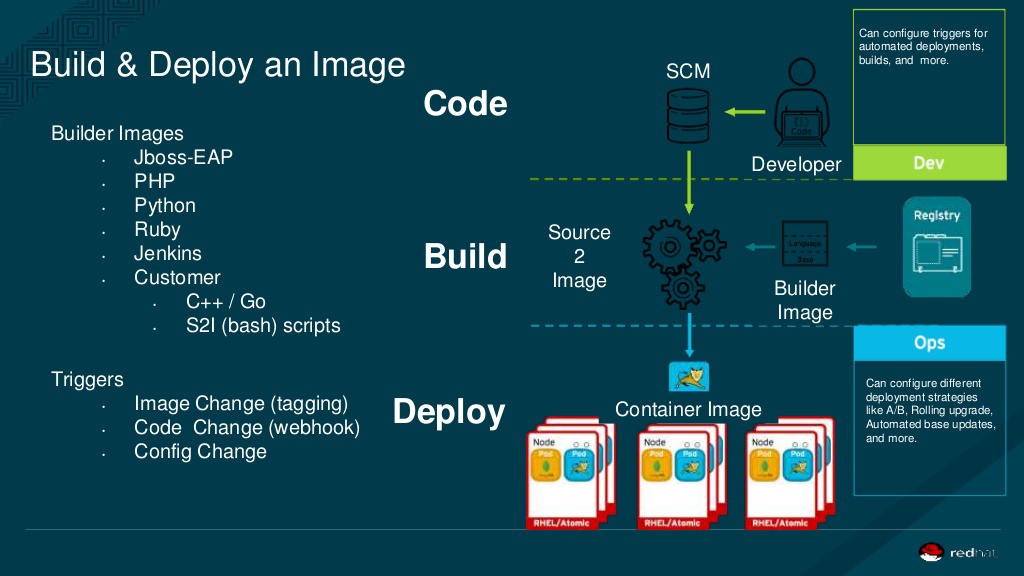 Build & Deploy an Image
Builder Images
Jboss-EAP
PHP
Python
Ruby
Jenkins
Customer
C++ / Go
S2I (bash) scripts
Triggers
Image Change (tagging)
Code Change (webhook)
Config Change
Code
SCM
Code
Developer
Can configure triggers for
automated deployments,
builds, and more.
Dev
Build
Source
2
Image
Language
Base
Builder
Image
Registry
Ops
Can configure different
deployment strategies
like A/B, Rolling upgrade,
Automated base updates,
and more.
Deploy
Container Image
Node
Pod
Pod
RHEL/Atomic
Node
Pod
Pod
RHEL/Atomic
Node
Pod
Pod
RHEL/Atomic
redhat